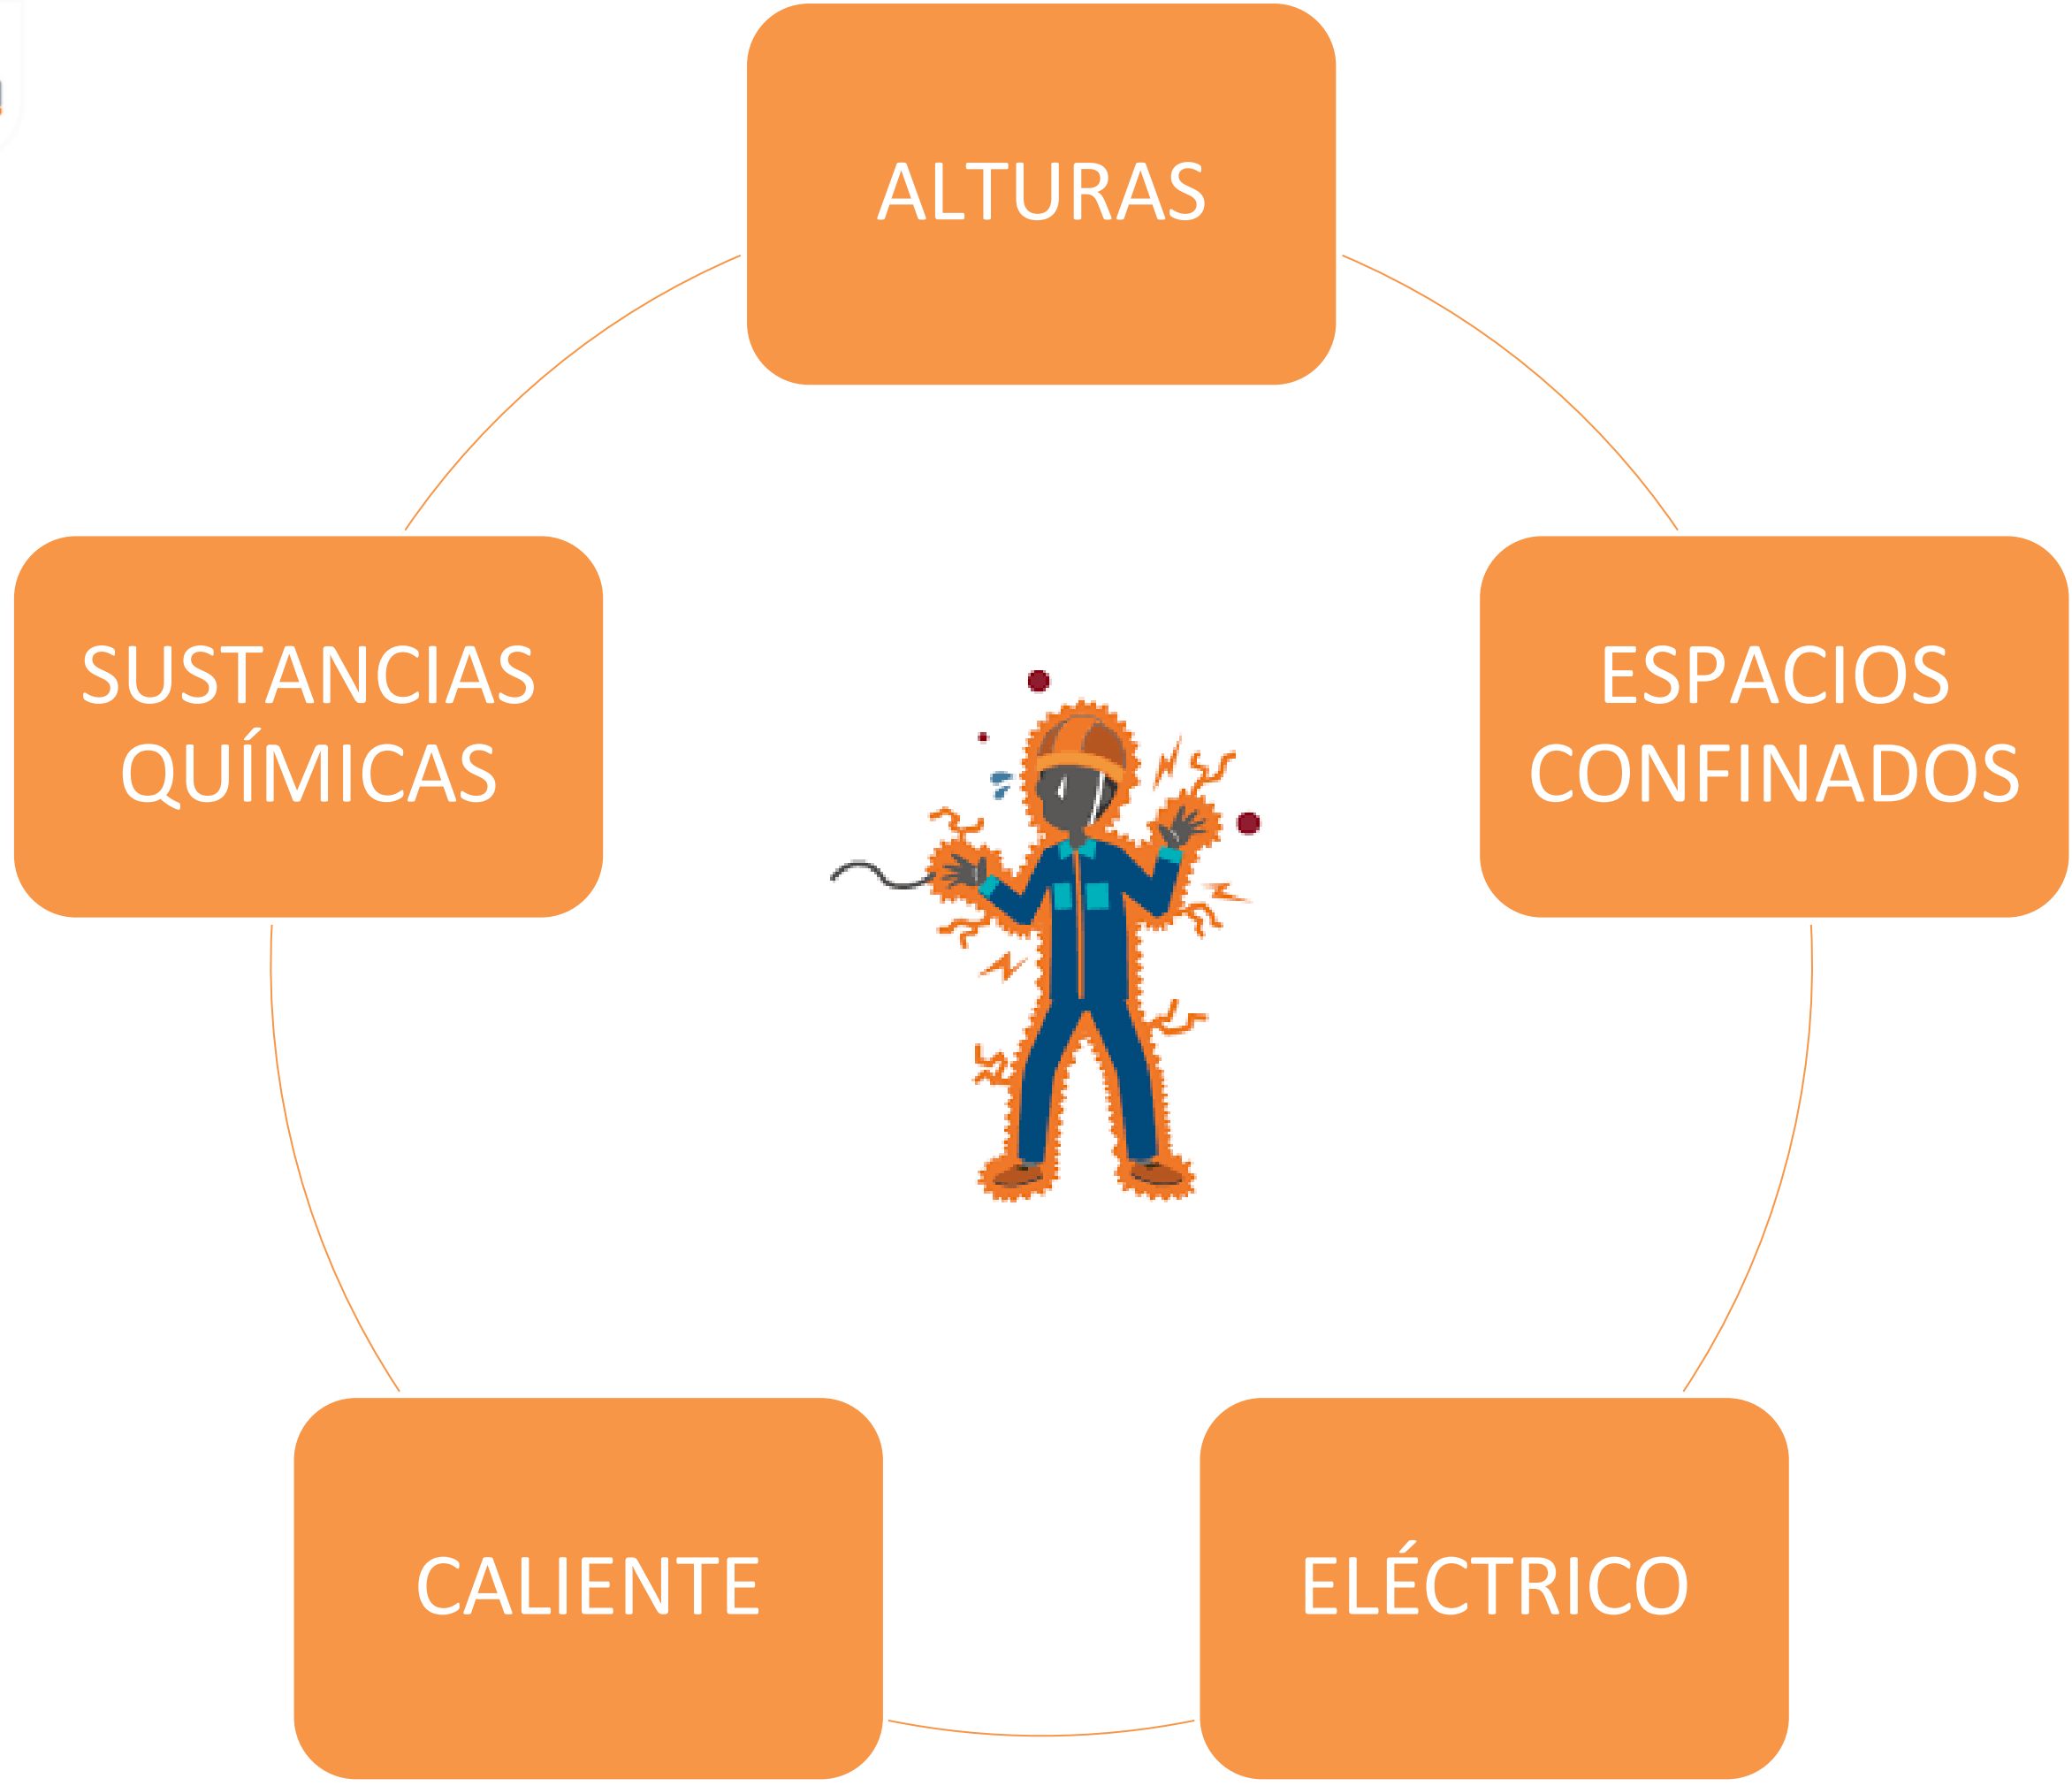 ALTURAS
SUSTANCIAS
QUÍMICAS
ESPACIOS
CONFINADOS
CALIENTE
ELÉCTRICO